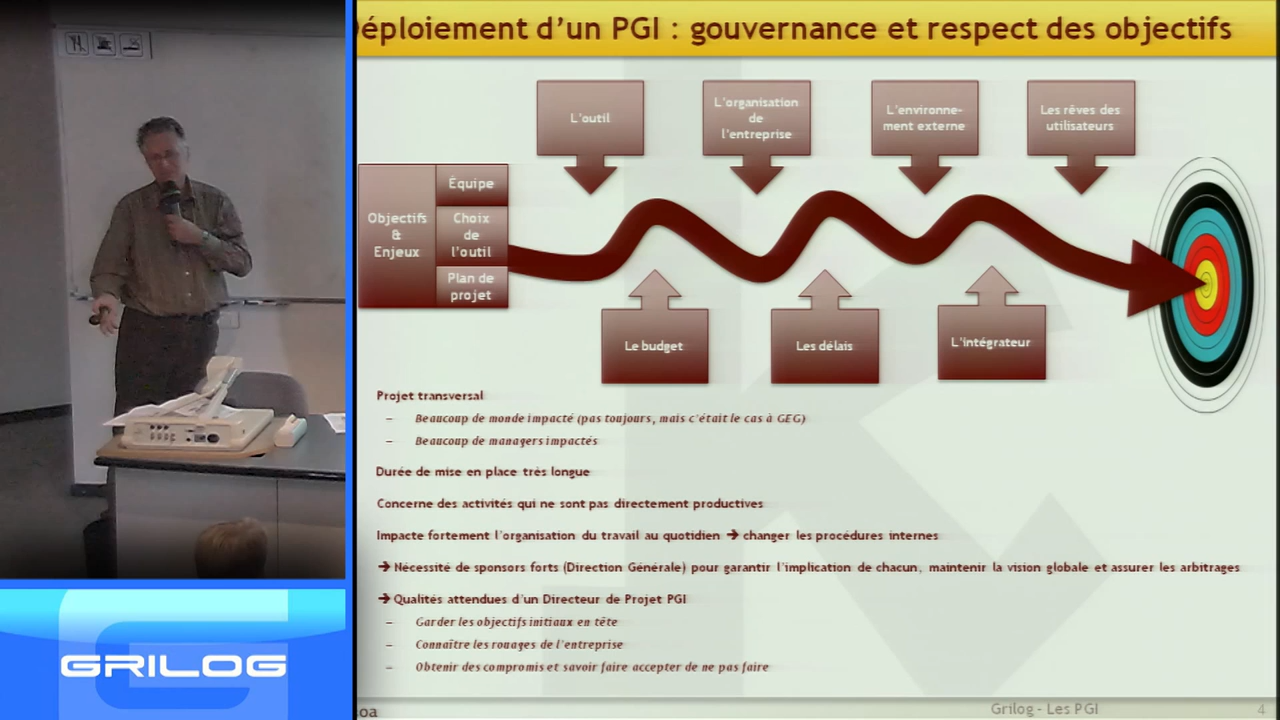 éploiement d'un PGI : gouvernance et respect des objectifs
L'outil
L'organisation
de
l'entreprise
L'environne-
ment externe
Les rêves des
utilisateurs
Objectifs
&
Enjeux
Équipe
Choix
de
l'outil
Plan de
projet
Le budget
Les délais
L'intégrateur
Projet transversal
– Beaucoup de monde impacté (pas toujours, mais c'était le cas à GEG)
– Beaucoup de managers impactés
Durée de mise en place très longue
Concerne des activités qui ne sont pas directement productives
Impacte fortement l'organisation du travail au quotidien ➔ changer les procédures internes
➔ Nécessité de sponsors forts (Direction Générale) pour garantir l'implication de chacun, maintenir la vision globale et assurer les arbitrages
➔ Qualités attendues d'un Directeur de Projet PGI
– Garder les objectifs initiaux en tête
– Connaître les rouages de l'entreprise
– Obtenir des compromis et savoir faire accepter de ne pas faire
GRILOG
oa
Grilog - Les PGI
4